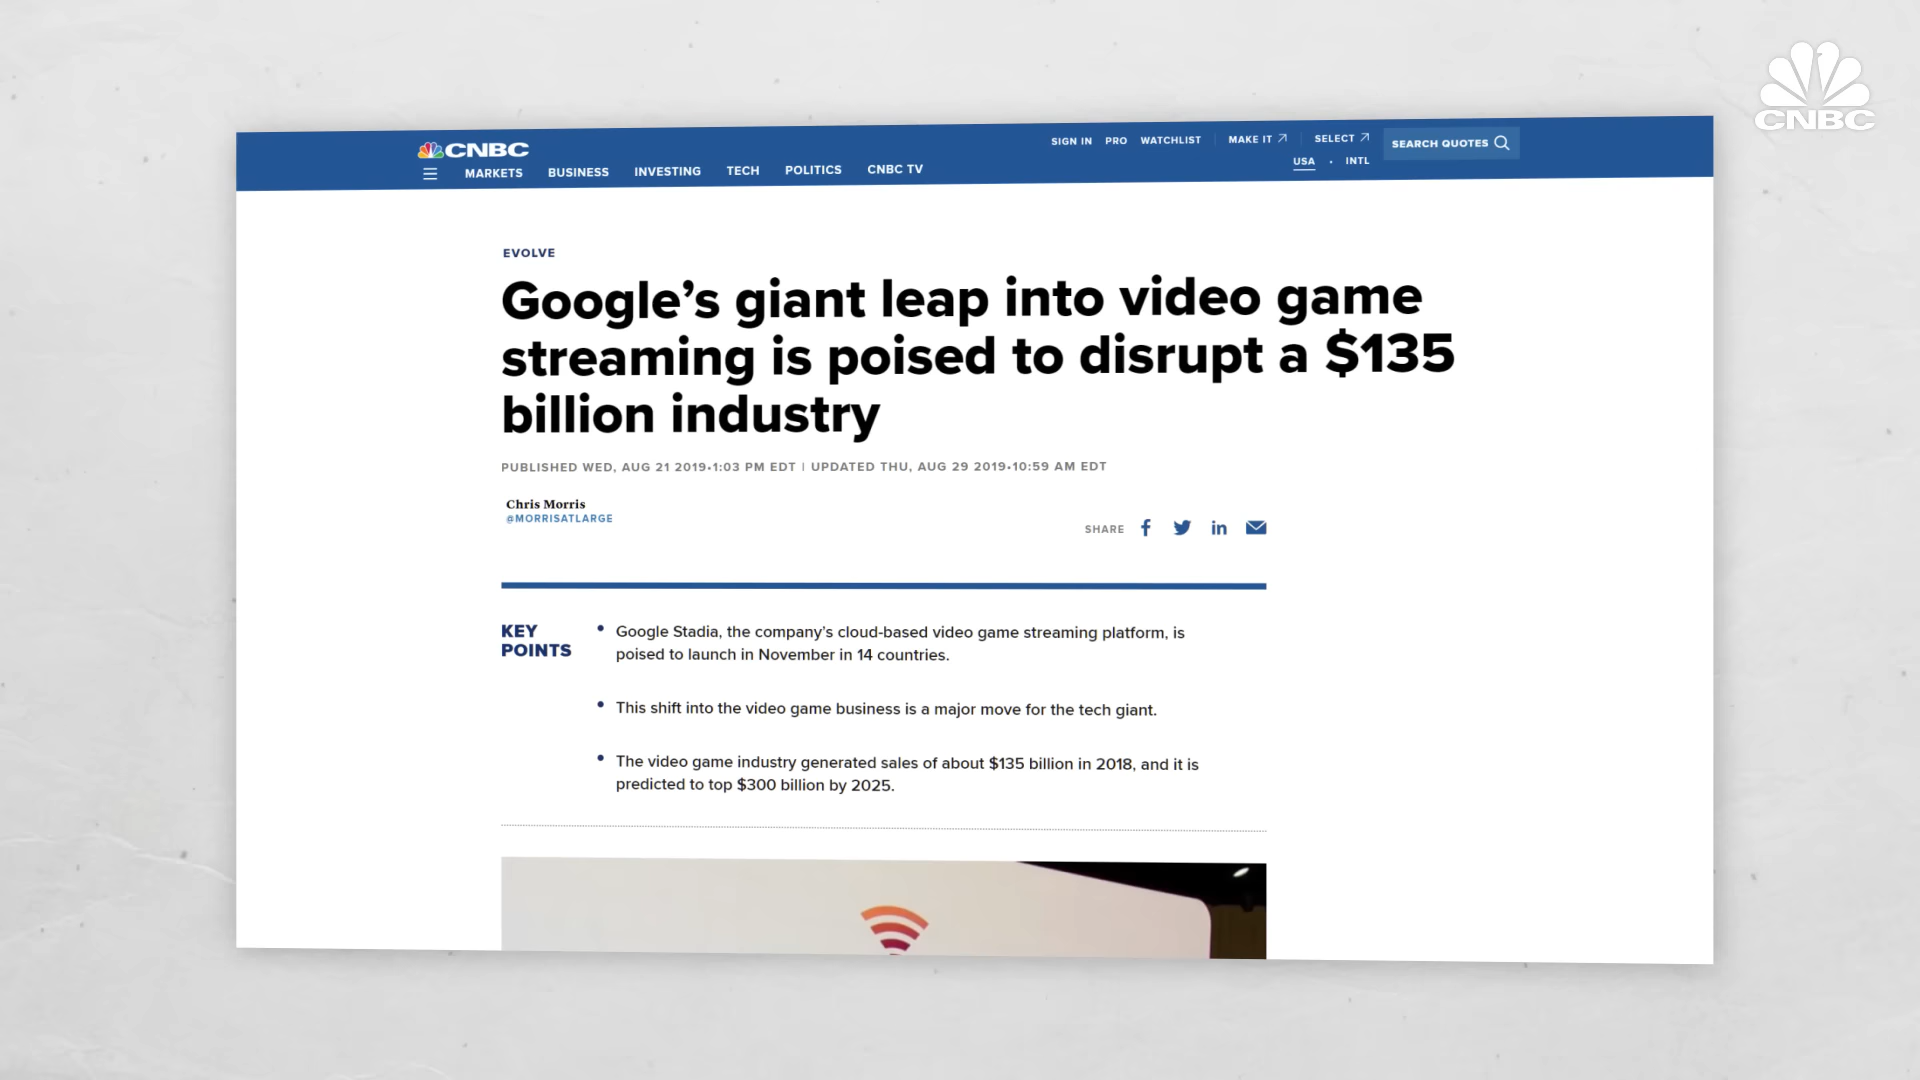 CNBC
CNBC
SIGN IN PRO WATCHLIST MAKE IT SELECT SEARCH QUOTES
USA · INTL
MARKETS BUSINESS INVESTING TECH POLITICS CNBC TV
EVOLVE
Google’s giant leap into video game
streaming is poised to disrupt a $135
billion industry
PUBLISHED WED, AUG 21 2019•1:03 PM EDT | UPDATED THU, AUG 29 2019•10:59 AM EDT
Chris Morris
@MORRISATLARGE
SHARE
KEY
POINTS
• Google Stadia, the company’s cloud-based video game streaming platform, is
poised to launch in November in 14 countries.
• This shift into the video game business is a major move for the tech giant.
• The video game industry generated sales of about $135 billion in 2018, and it is
predicted to top $300 billion by 2025.